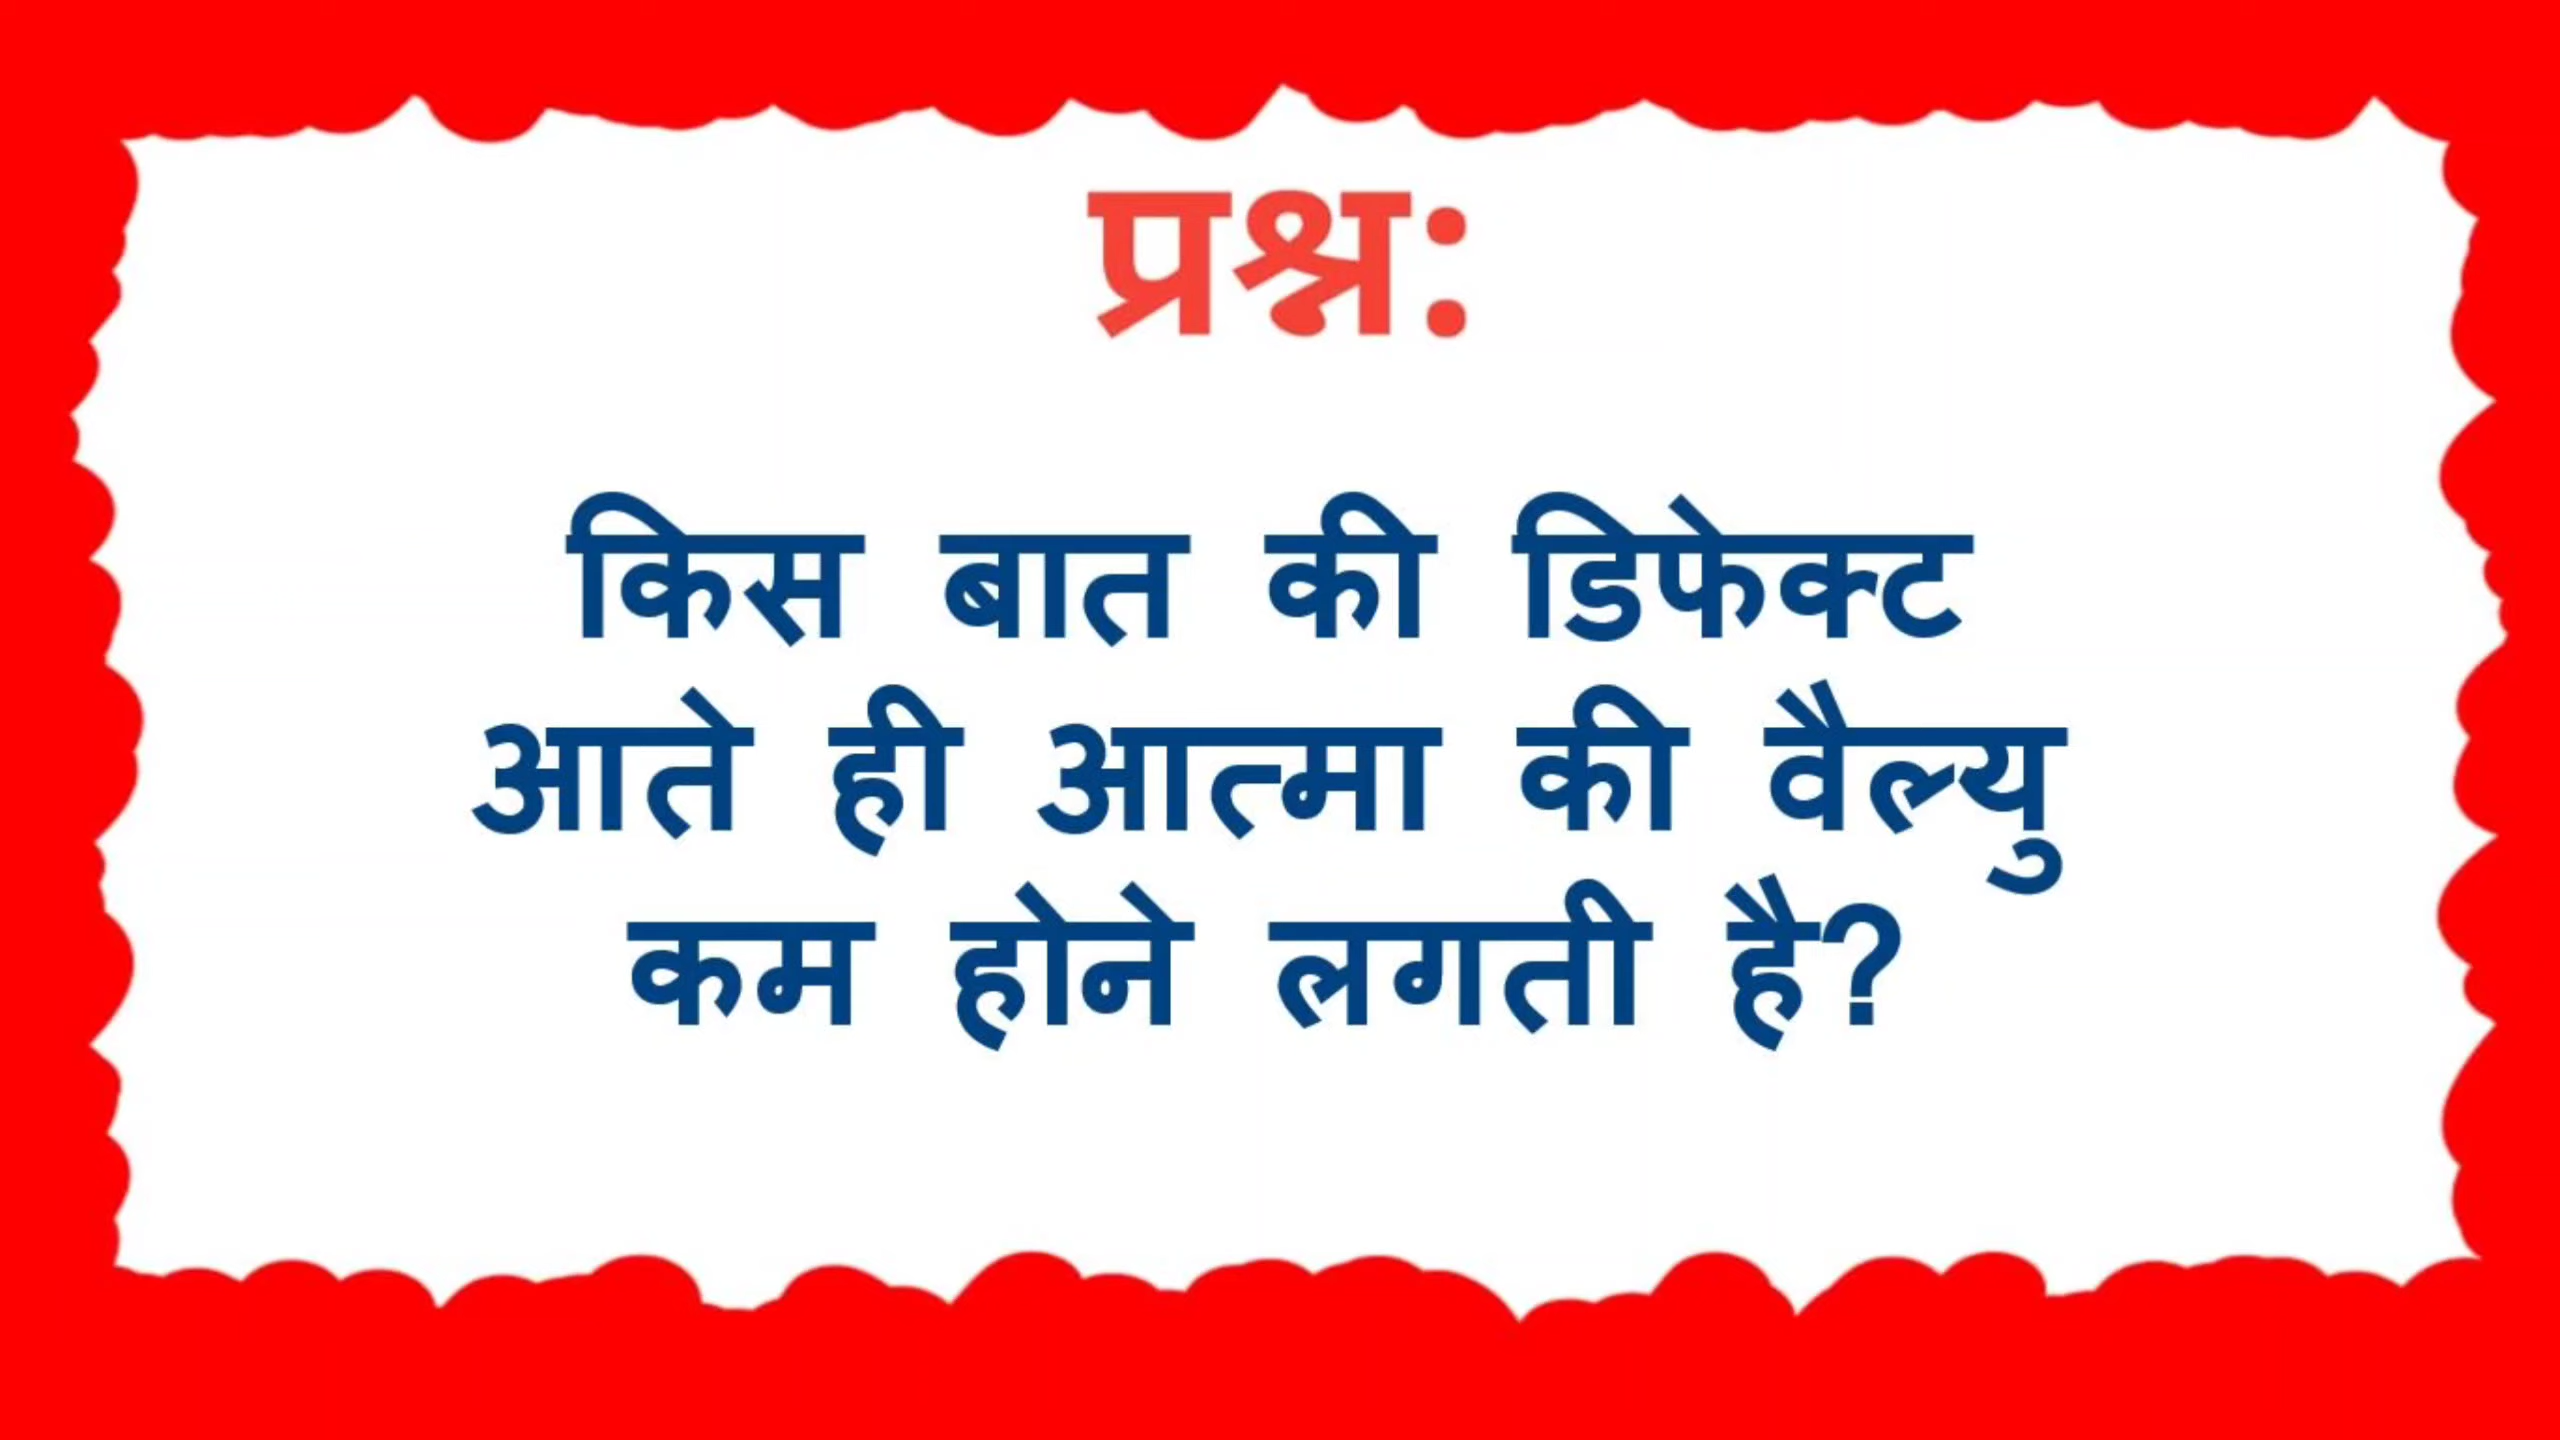 प्रश्न:
किस बात की डिफेक्ट
आते ही आत्मा की वैल्यु
कम होने लगती है?